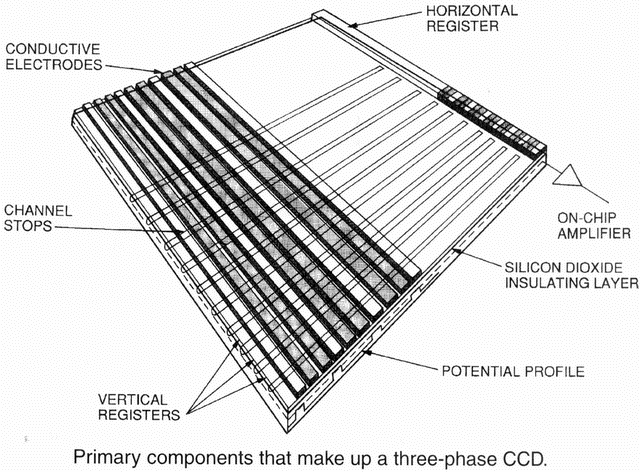 HORIZONTAL
REGISTER
CONDUCTIVE
ELECTRODES
CHANNEL
STOPS
ON-CHIP
AMPLIFIER
SILICON DIOXIDE
INSULATING LAYER
POTENTIAL PROFILE
VERTICAL
REGISTERS
Primary components that make up a three-phase CCD.